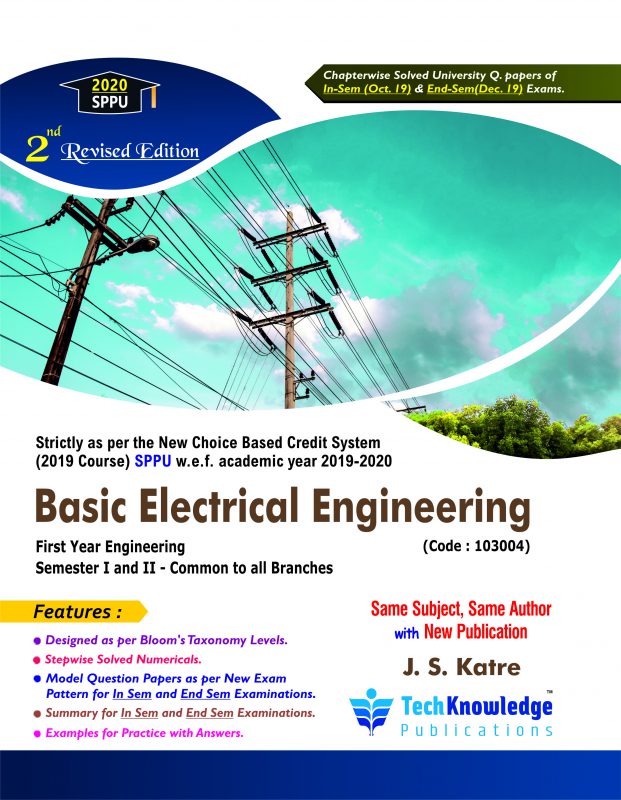 2020
SPPU
2nd Revised Edition
Chapterwise Solved University Q. papers of
In-Sem (Oct. 19) & End-Sem(Dec. 19) Exams.
Strictly as per the New Choice Based Credit System
(2019 Course) SPPU w.e.f. academic year 2019-2020
Basic Electrical Engineering
First Year Engineering
(Code : 103004)
Semester I and II - Common to all Branches
Features :
Designed as per Bloom's Taxonomy Levels.
Stepwise Solved Numericals.
Model Question Papers as per New Exam
Pattern for In Sem and End Sem Examinations.
Summary for In Sem and End Sem Examinations.
Examples for Practice with Answers.
Same Subject, Same Author
with New Publication
J. S. Katre
TechKnowledge™
Publications